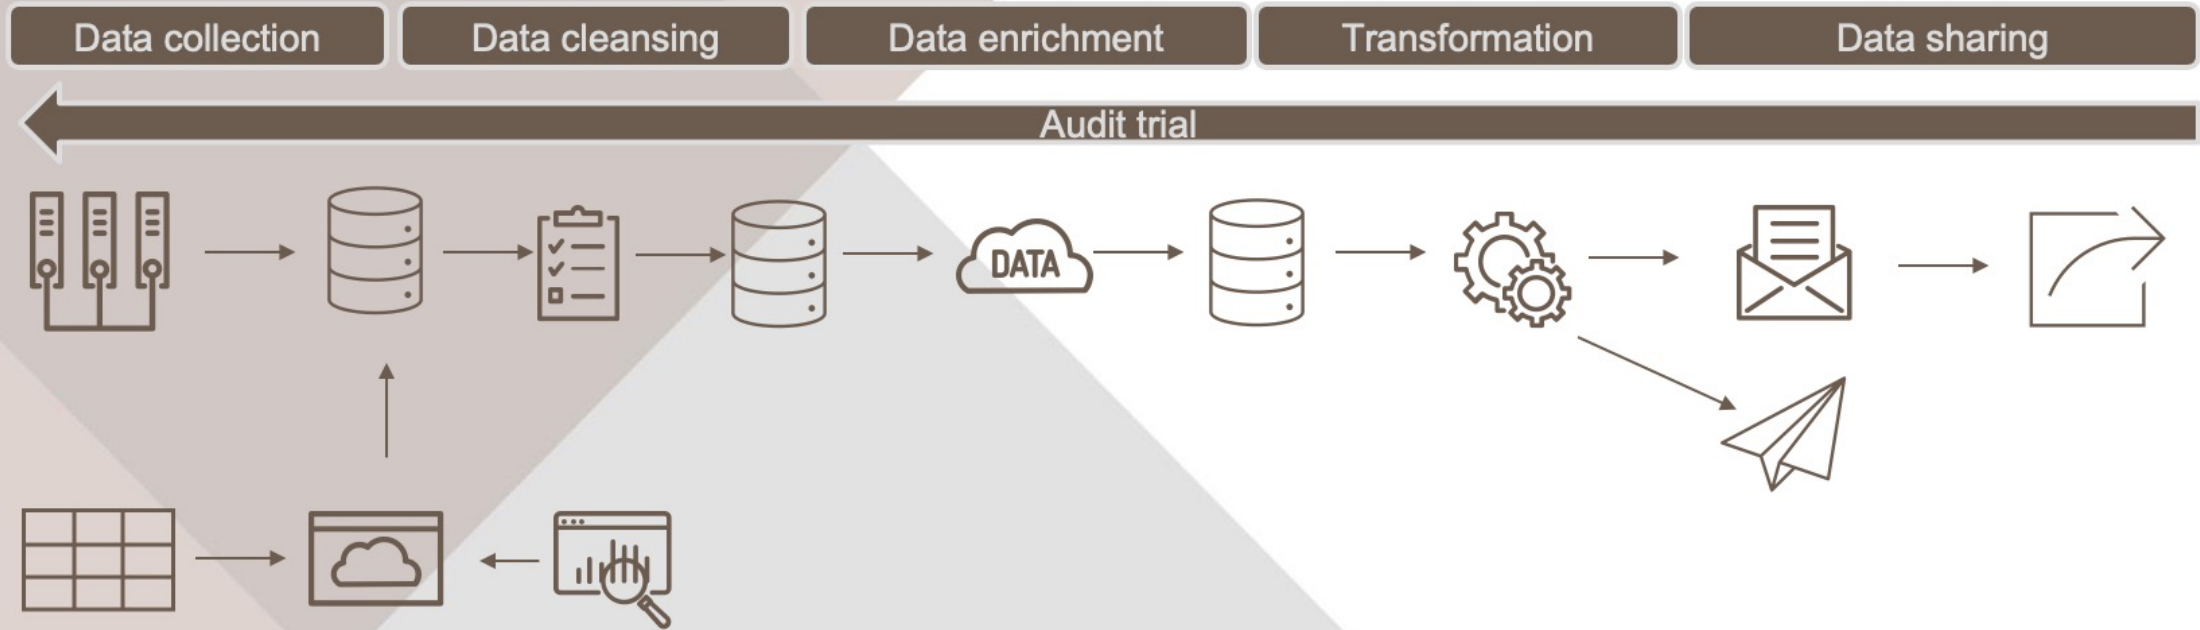 Data collection
Data cleansing
Data enrichment
Transformation
Data sharing
Audit trial
DATA